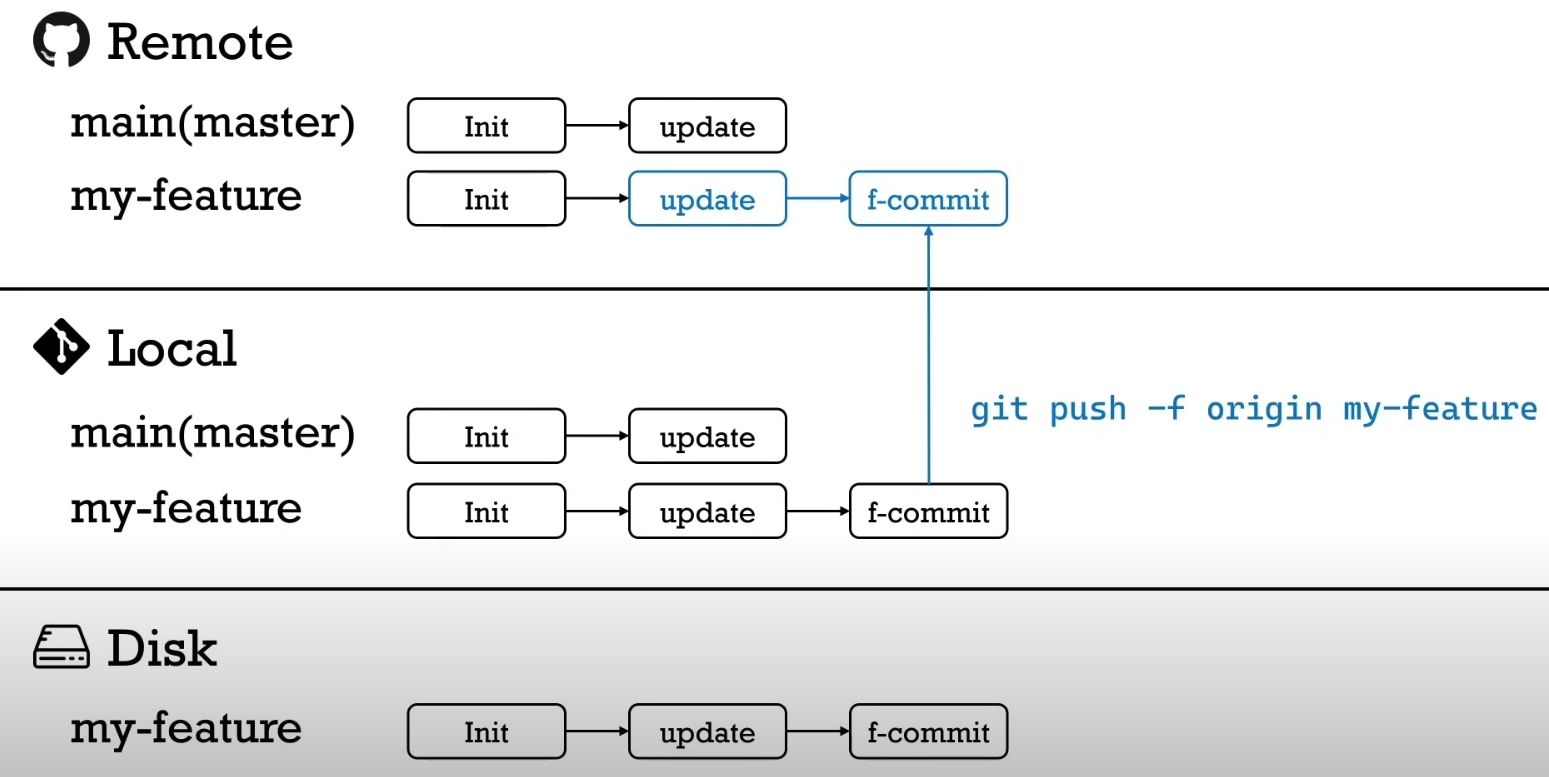 Remote
main(master) Init update
my-feature Init update f-commit
Local
git push -f origin my-feature
main(master) Init update
my-feature Init update f-commit
Disk
my-feature Init update f-commit